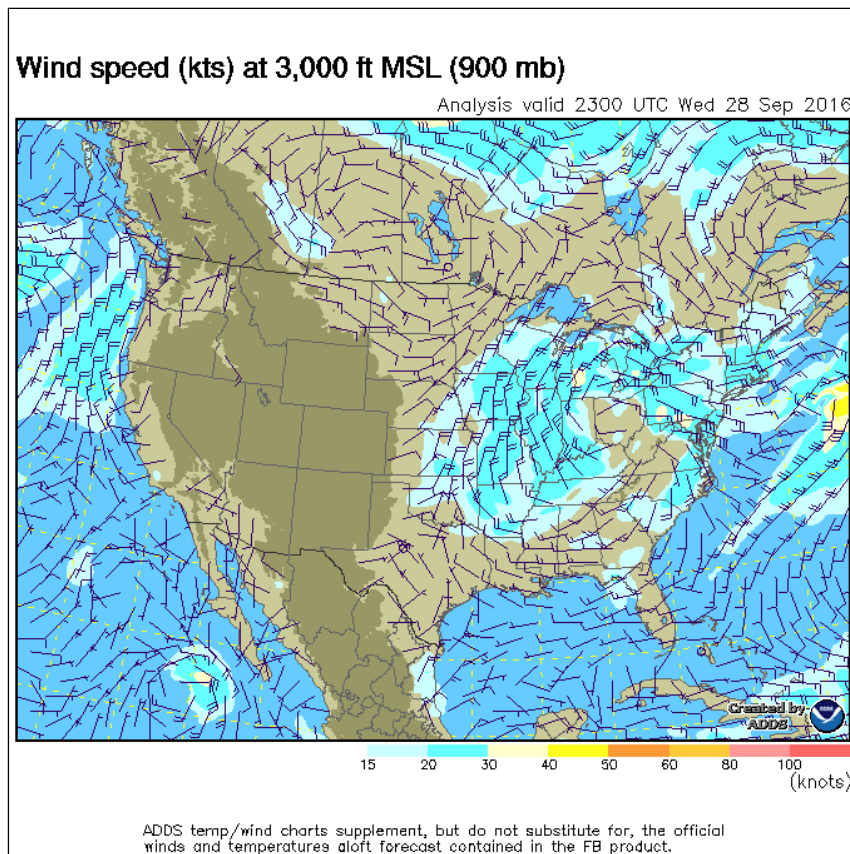 Wind speed (kts) at 3,000 ft MSL (900 mb)
Analysis valid 2300 UTC Wed 28 Sep 2016
Created by
ADDS
15 20 30 40 50 60 80 100
(knots)
ADDS temp/wind charts supplement, but do not substitute for, the official
winds and temperatures aloft forecast contained in the FB product.